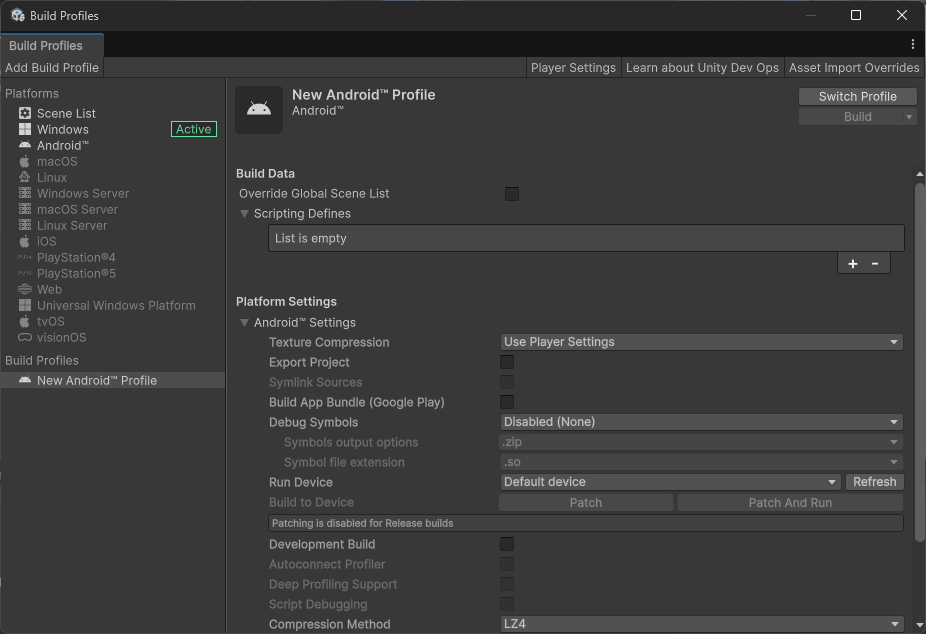 Build Profiles
Build Profiles
Add Build Profile
Player Settings
Learn about Unity Dev Ops
Asset Import Overrides
Platforms
Scene List
Windows
Active
Android™
macOS
Linux
Windows Server
macOS Server
Linux Server
iOS
PlayStation®4
PlayStation®5
Web
Universal Windows Platform
tvOS
visionOS
Build Profiles
New Android™ Profile
New Android™ Profile
Android™
Switch Profile
Build
Build Data
Override Global Scene List
Scripting Defines
List is empty
+ -
Platform Settings
Android™ Settings
Texture Compression Use Player Settings
Export Project
Symlink Sources
Build App Bundle (Google Play)
Debug Symbols Disabled (None)
Symbols output options .zip
Symbol file extension .so
Run Device Default device Refresh
Build to Device Patch Patch And Run
Patching is disabled for Release builds
Development Build
Autoconnect Profiler
Deep Profiling Support
Script Debugging
Compression Method LZ4